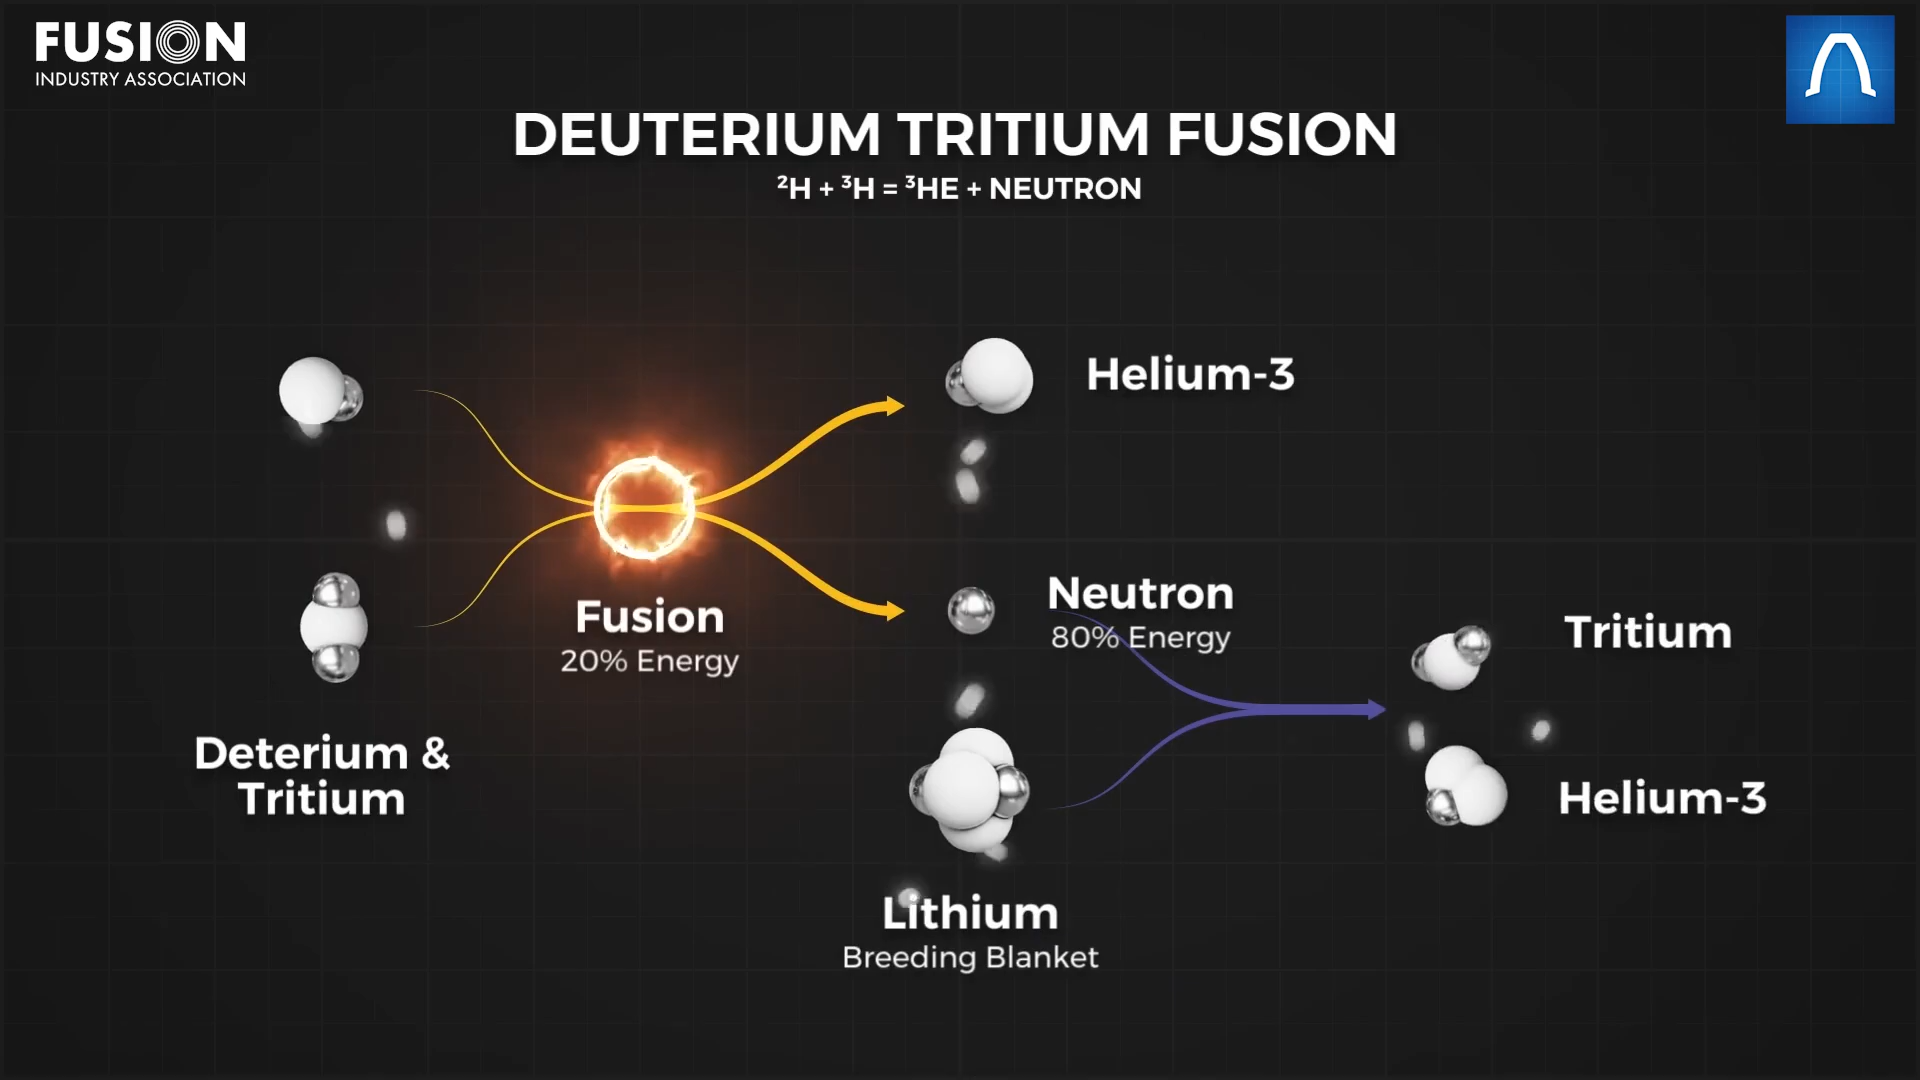 FUSION
INDUSTRY ASSOCIATION
DEUTERIUM TRITIUM FUSION
²H + ³H = ³HE + NEUTRON
Helium-3
Neutron
80% Energy
Fusion
20% Energy
Tritium
Deterium &
Tritium
Helium-3
Lithium
Breeding Blanket